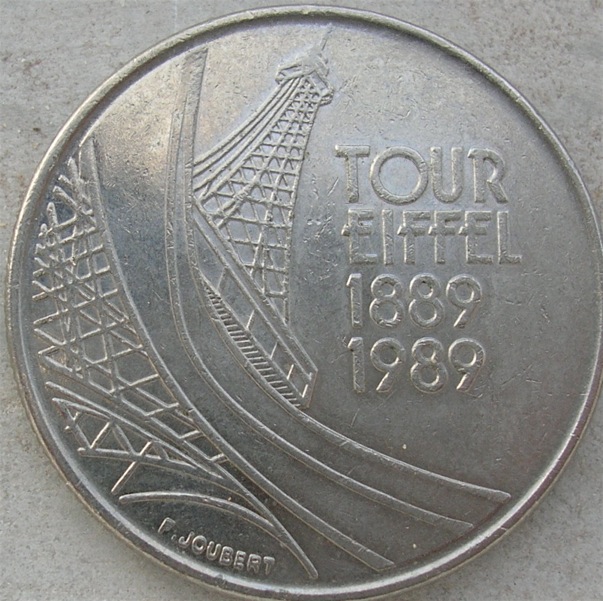 TOUR
EIFFEL
1889
1989
F. JOUBERT